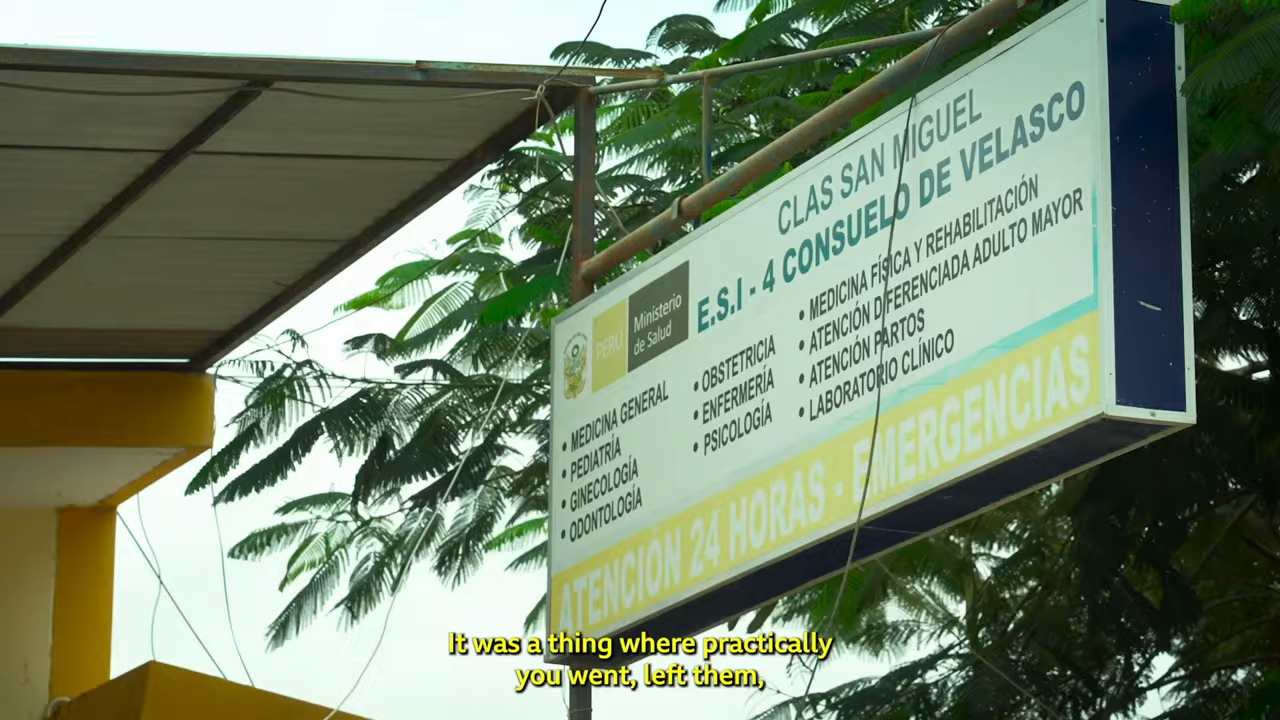 CLAS SAN MIGUEL
E.S.I - 4 CONSUELO DE VELASCO
PERÚ
Ministerio
de Salud
• MEDICINA GENERAL
• PEDIATRÍA
• GINECOLOGÍA
• ODONTOLOGÍA
• OBSTETRICIA
• ENFERMERÍA
• PSICOLOGÍA
• MEDICINA FÍSICA Y REHABILITACIÓN
• ATENCIÓN DIFERENCIADA ADULTO MAYOR
• ATENCIÓN PARTOS
• LABORATORIO CLÍNICO
ATENCIÓN 24 HORAS - EMERGENCIAS
It was a thing where practically
you went, left them,